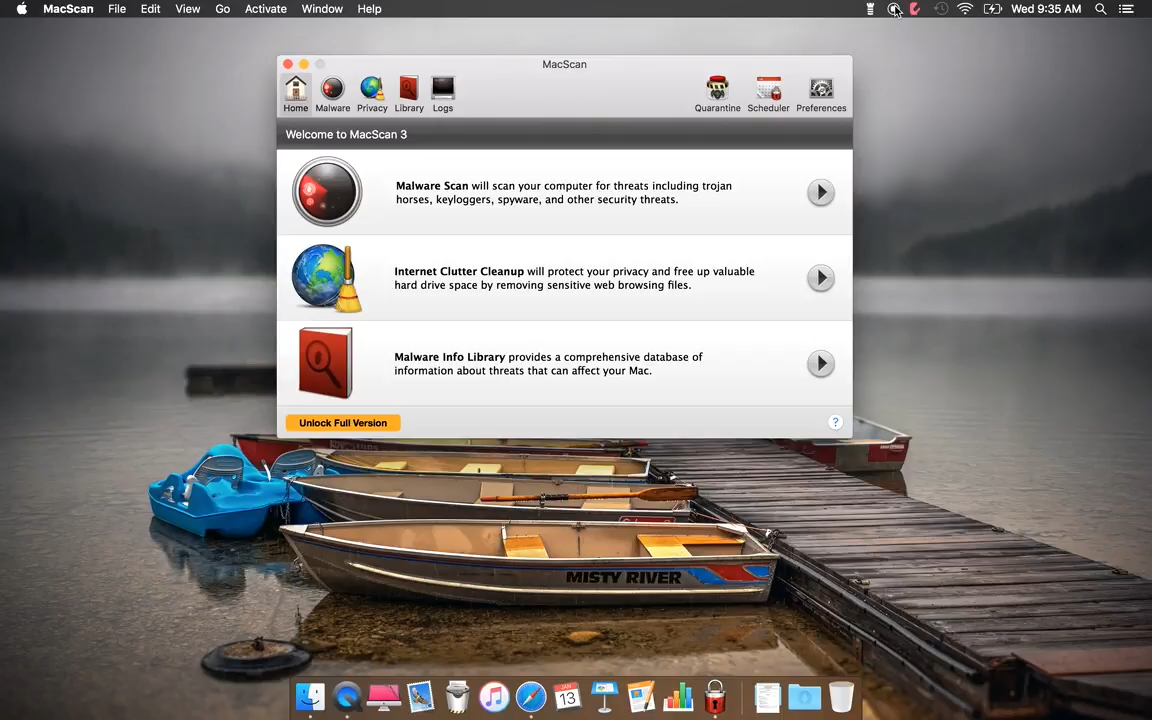 MacScan File Edit View Go Activate Window Help Wed 9:35 AM
MacScan
Home Malware Privacy Library Logs Quarantine Scheduler Preferences
Welcome to MacScan 3
Malware Scan will scan your computer for threats including trojan
horses, keyloggers, spyware, and other security threats.
Internet Clutter Cleanup will protect your privacy and free up valuable
hard drive space by removing sensitive web browsing files.
Malware Info Library provides a comprehensive database of
information about threats that can affect your Mac.
Unlock Full Version ?
MISTY RIVER
JAN
13